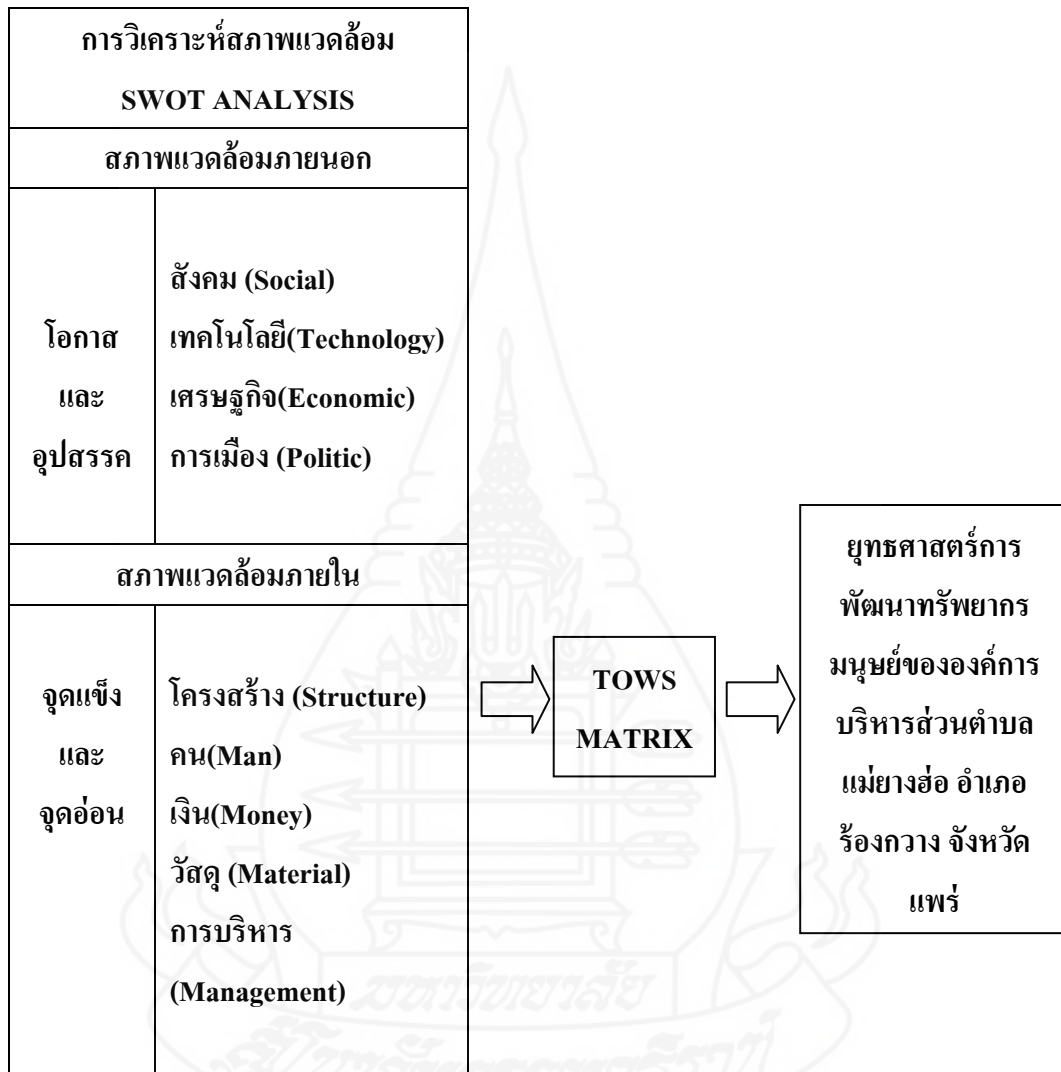 การวิเคราะห์สภาพแวดล้อม
SWOT ANALYSIS
สภาพแวดล้อมภายนอก
โอกาส
และ
อุปสรรค
สังคม (Social)
เทคโนโลยี(Technology)
เศรษฐกิจ(Economic)
การเมือง (Politic)
สภาพแวดล้อมภายใน
จุดแข็ง
และ
จุดอ่อน
โครงสร้าง (Structure)
คน(Man)
เงิน(Money)
วัสดุ (Material)
การบริหาร
(Management)
TOWS
MATRIX
ยุทธศาสตร์การ
พัฒนาทรัพยากร
มนุษย์ขององค์การ
บริหารส่วนตำบล
แม่ยางฮ่อ อำเภอ
ร้องกวาง จังหวัด
แพร่